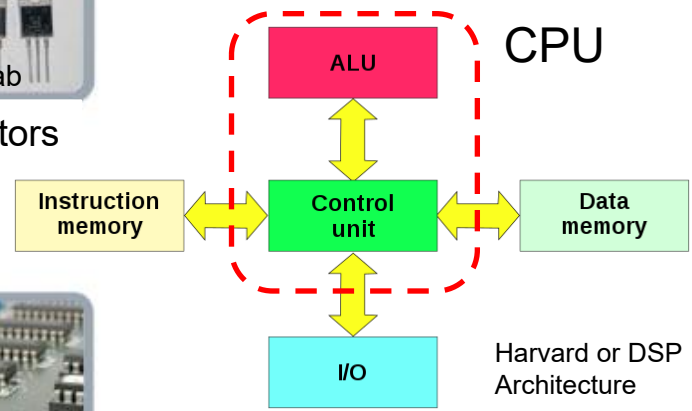 CPU
ALU
ab
tors
Instruction
memory
Control
unit
Data
memory
I/O
Harvard or DSP
Architecture